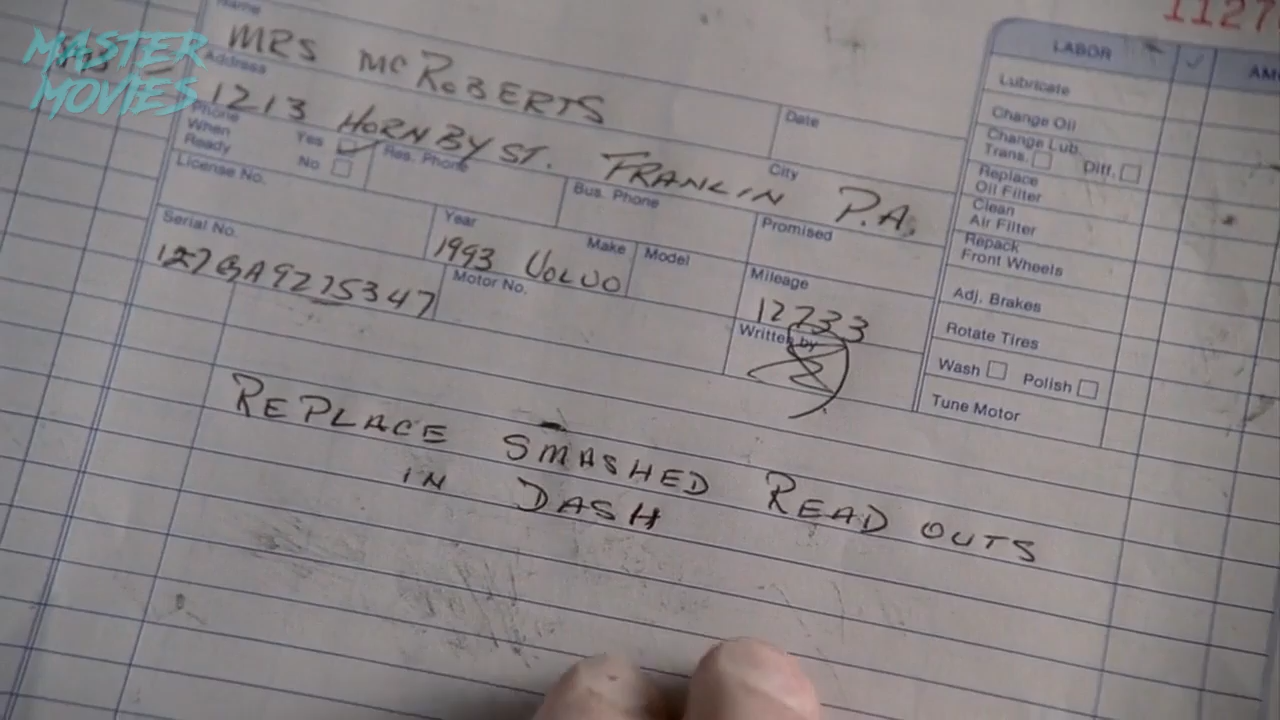 MASTER
MOVIES
1127
Name
MRS MCROBERTS
Address
1213 HORNBY ST. FRANKLIN P.A.
Date
City
Phone
When
Ready
Yes
No
Res. Phone
Bus. Phone
Promised
License No.
Serial No.
Year
Make
Model
Mileage
1993 VOLVO
127GA9275347
Motor No.
12733
Written by
REPLACE SMASHED READ OUTS
IN DASH
LABOR
Lubricate
Change Oil
Change Lub.
Trans. Diff.
Replace
Oil Filter
Clean
Air Filter
Repack
Front Wheels
Adj. Brakes
Rotate Tires
Wash Polish
Tune Motor